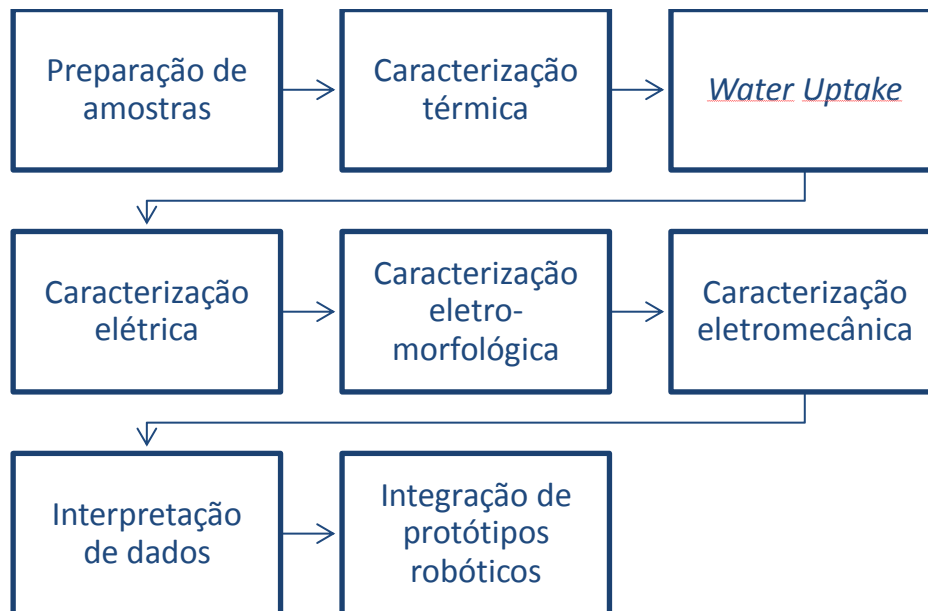 Preparação de
amostras
Caracterização
térmica
Water Uptake
Caracterização
elétrica
Caracterização
eletro-
morfológica
Caracterização
eletromecânica
Interpretação
de dados
Integração de
protótipos
robóticos